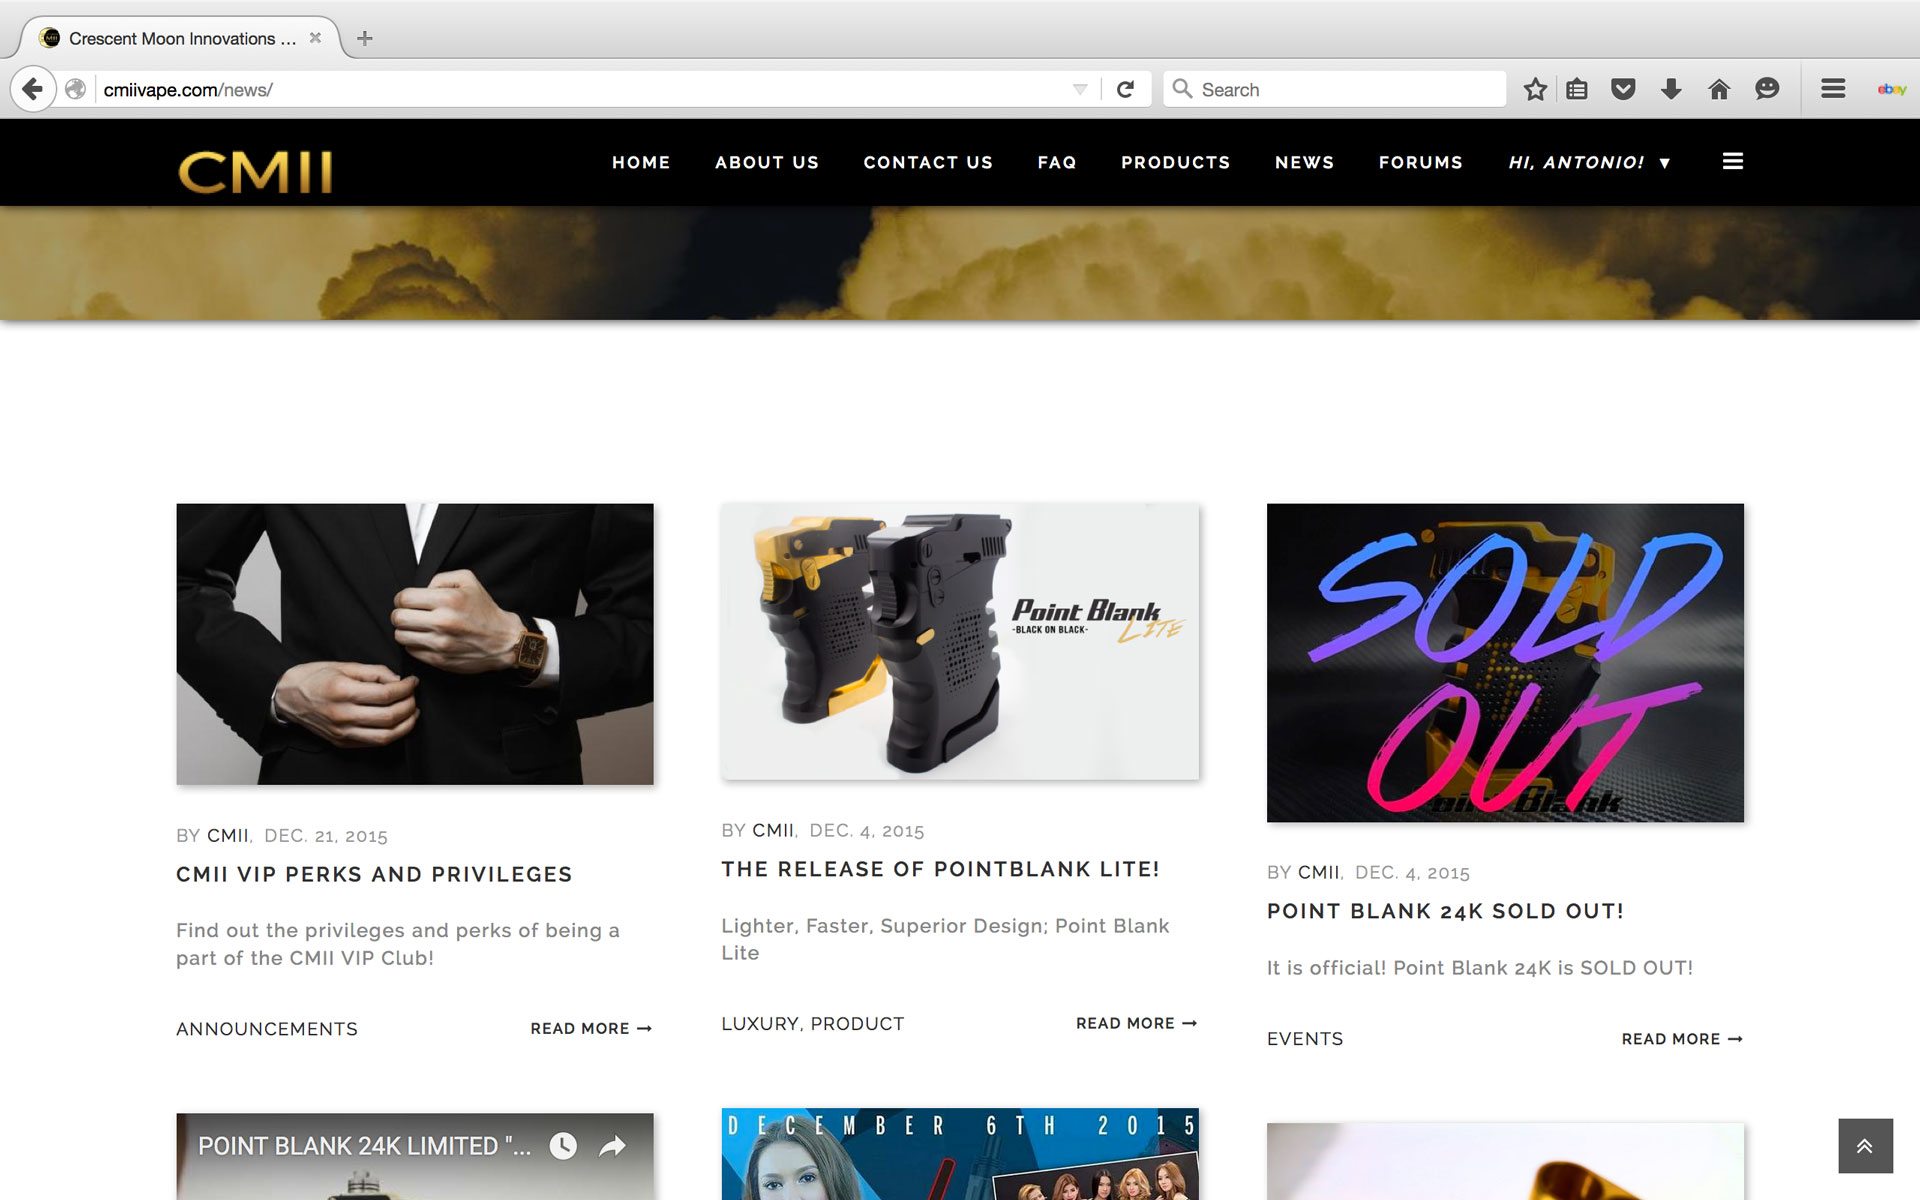 Crescent Moon Innovations ...
cmiivape.com/news/
Search
ebay
CMII
HOME
ABOUT US
CONTACT US
FAQ
PRODUCTS
NEWS
FORUMS
HI, ANTONIO! ▼
Point Blank
-BLACK ON BLACK-
LITE
SOLD
OUT
Point Blank
BY CMII, DEC. 21, 2015
CMII VIP PERKS AND PRIVILEGES
Find out the privileges and perks of being a
part of the CMII VIP Club!
ANNOUNCEMENTS
READ MORE →
BY CMII, DEC. 4, 2015
THE RELEASE OF POINTBLANK LITE!
Lighter, Faster, Superior Design; Point Blank
Lite
LUXURY, PRODUCT
READ MORE →
BY CMII, DEC. 4, 2015
POINT BLANK 24K SOLD OUT!
It is official! Point Blank 24K is SOLD OUT!
EVENTS
READ MORE →
POINT BLANK 24K LIMITED "...
DECEMBER 6TH 2015